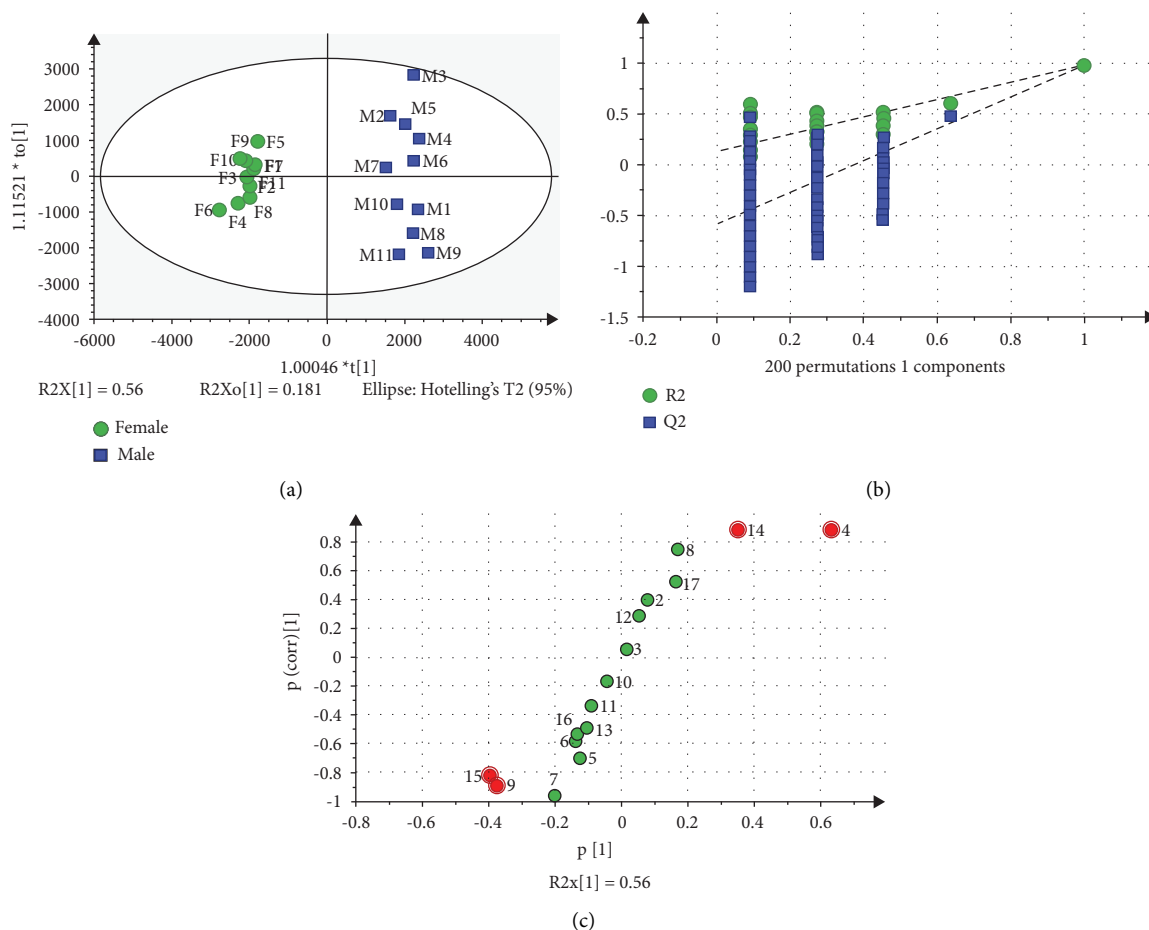 1.11521 * to[1]
3000
2000
1000
0
-1000
-2000
-3000
-4000
-6000 -4000 -2000 0 2000 4000
1.00046 *t[1]
M3
M2 M5
M4
M6
M7
M10 M1
M8
M11 M9
F9 F5
F10 F7
F3 F11
F2
F6 F4 F8
R2X[1] = 0.56 R2Xo[1] = 0.181 Ellipse: Hotelling's T2 (95%)
Female
Male
(a)
1
0.5
0
-0.5
-1
-1.5
-0.2 0 0.2 0.4 0.6 0.8 1
200 permutations 1 components
R2
Q2
(b)
p (corr)[1]
0.8
0.6
0.4
0.2
0
-0.2
-0.4
-0.6
-0.8
-1
-0.8 -0.6 -0.4 -0.2 0 0.2 0.4 0.6
p [1]
14 4
8
17
2
12
3
10
11
16 13
6 5
15 9 7
R2x[1] = 0.56
(c)